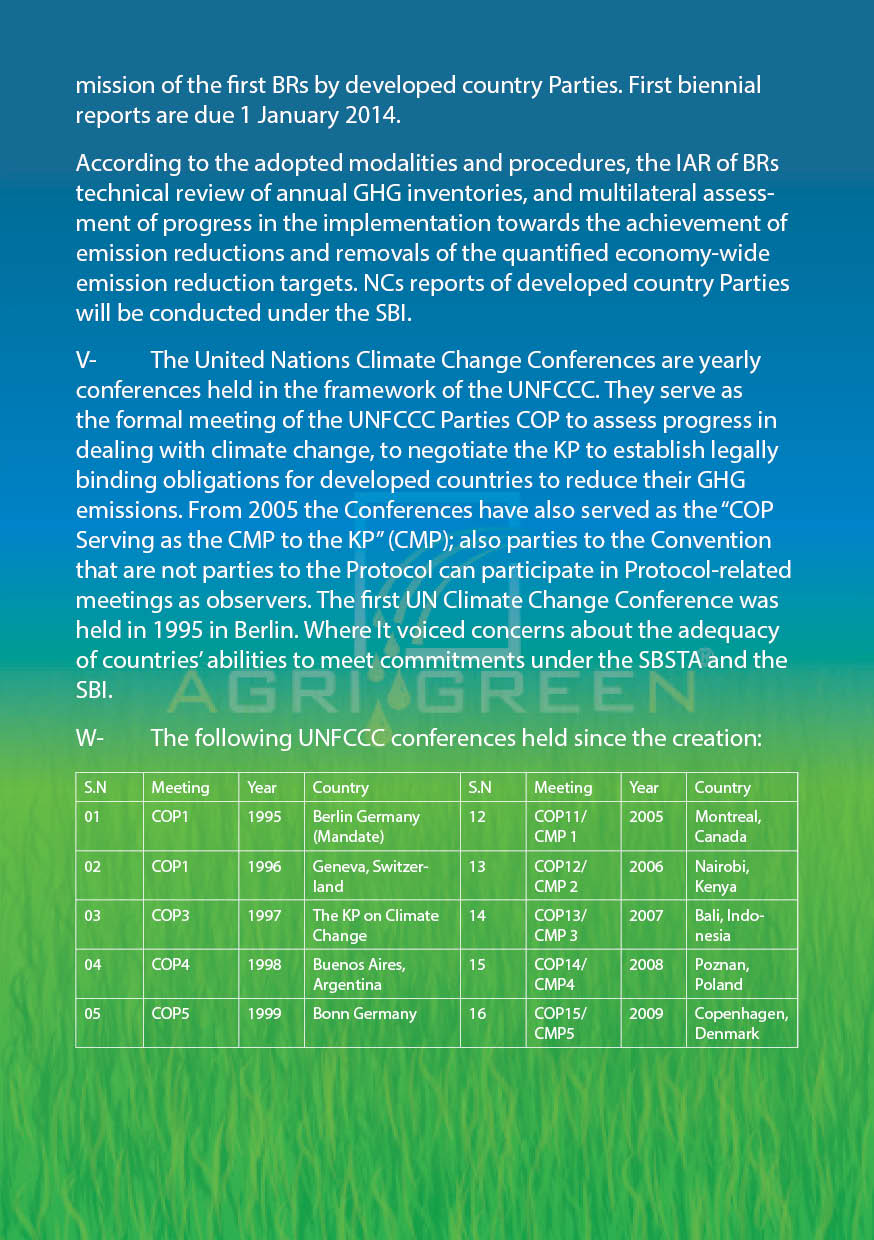 mission of the first BRs by developed country Parties. First biennial
reports are due 1 January 2014.
According to the adopted modalities and procedures, the IAR of BRs
technical review of annual GHG inventories, and multilateral assess-
ment of progress in the implementation towards the achievement of
emission reductions and removals of the quantified economy-wide
emission reduction targets. NCs reports of developed country Parties
will be conducted under the SBI.
V- The United Nations Climate Change Conferences are yearly
conferences held in the framework of the UNFCCC. They serve as
the formal meeting of the UNFCCC Parties COP to assess progress in
dealing with climate change, to negotiate the KP to establish legally
binding obligations for developed countries to reduce their GHG
emissions. From 2005 the Conferences have also served as the “COP
Serving as the CMP to the KP” (CMP); also parties to the Convention
that are not parties to the Protocol can participate in Protocol-related
meetings as observers. The first UN Climate Change Conference was
held in 1995 in Berlin. Where It voiced concerns about the adequacy
of countries’ abilities to meet commitments under the SBSTA and the
SBI.
AGRI GREEN®
W- The following UNFCCC conferences held since the creation:
S.N Meeting Year Country S.N Meeting Year Country
01 COP1 1995 Berlin Germany 12 COP11/ 2005 Montreal,
(Mandate) CMP 1 Canada
02 COP1 1996 Geneva, Switzer- 13 COP12/ 2006 Nairobi,
land CMP 2 Kenya
03 COP3 1997 The KP on Climate 14 COP13/ 2007 Bali, Indo-
Change CMP 3 nesia
04 COP4 1998 Buenos Aires, 15 COP14/ 2008 Poznan,
Argentina CMP4 Poland
05 COP5 1999 Bonn Germany 16 COP15/ 2009 Copenhagen,
CMP5 Denmark